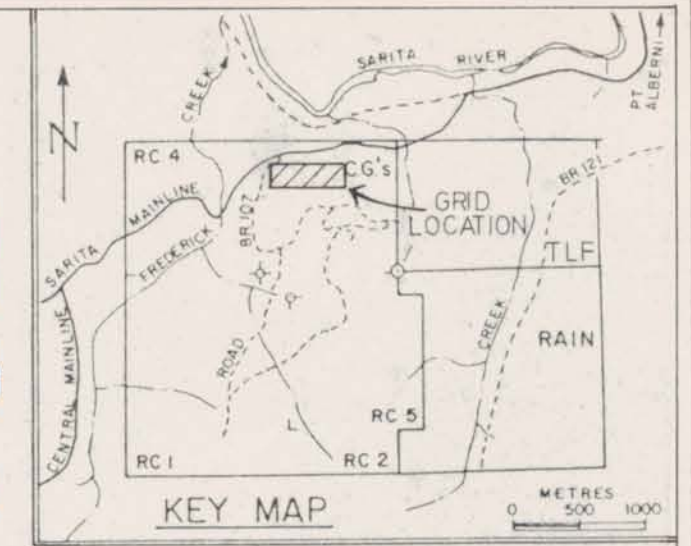 PT ALBERNI
SARITA RIVER
CREEK
N
RC 4
C.G's
GRID
LOCATION
BR.121
SARITA MAINLINE
FREDERICK
BR.107
TLF
CENTRAL MAINLINE
ROAD
CREEK
RAIN
RC 5
L.
RC 1
RC 2
KEY MAP
METRES
0 500 1000